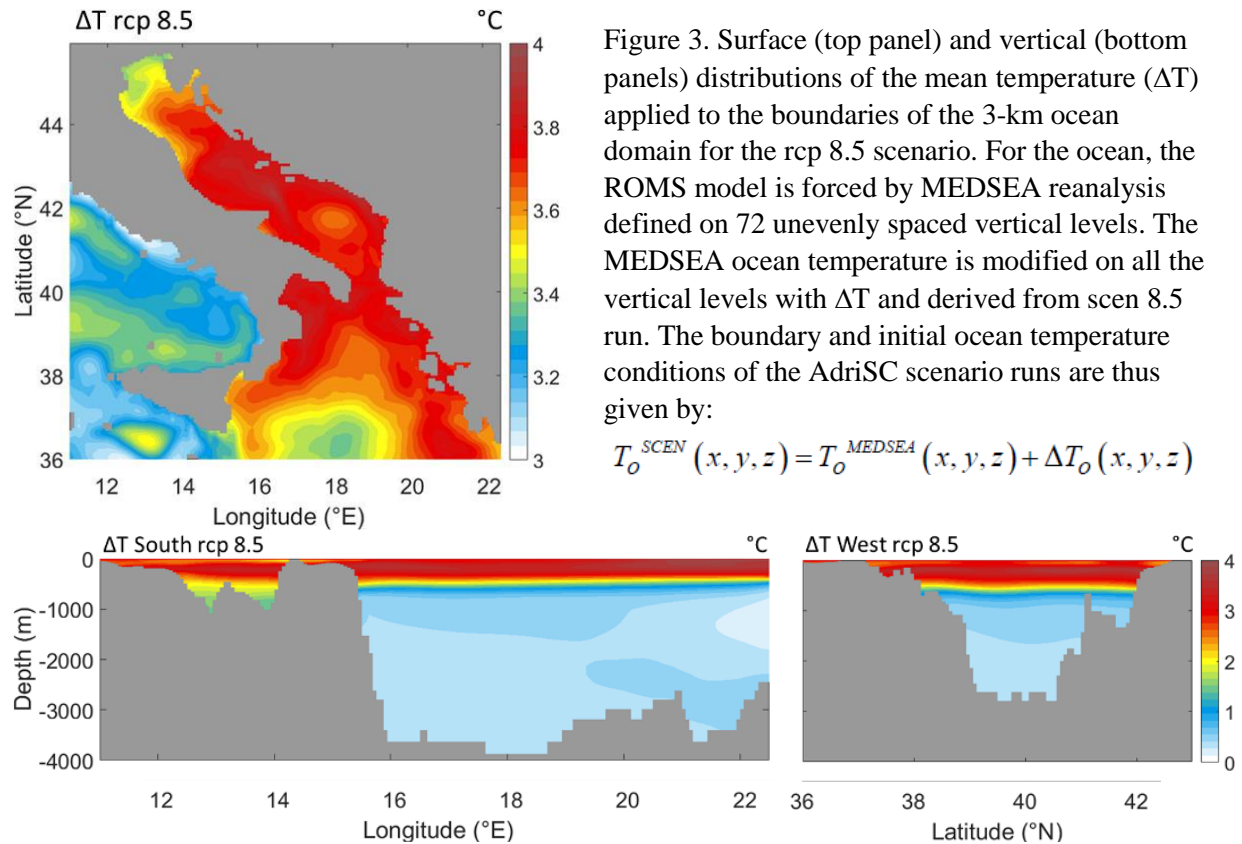 ΔT rcp 8.5
°C
44
42
40
38
36
Latitude (°N)
12
14
16
18
20
22
Longitude (°E)
4
3.8
3.6
3.4
3.2
3
Figure 3. Surface (top panel) and vertical (bottom
panels) distributions of the mean temperature (ΔT)
applied to the boundaries of the 3-km ocean
domain for the rcp 8.5 scenario. For the ocean, the
ROMS model is forced by MEDSEA reanalysis
defined on 72 unevenly spaced vertical levels. The
MEDSEA ocean temperature is modified on all the
vertical levels with ΔT and derived from scen 8.5
run. The boundary and initial ocean temperature
conditions of the AdriSC scenario runs are thus
given by:
T_O^SCEN (x, y, z) = T_O^MEDSEA (x, y, z) + ΔT_O (x, y, z)
ΔT South rcp 8.5
°C
0
-1000
-2000
-3000
-4000
Depth (m)
12
14
16
18
20
22
Longitude (°E)
ΔT West rcp 8.5
°C
36
38
40
42
Latitude (°N)
4
3
2
1
0